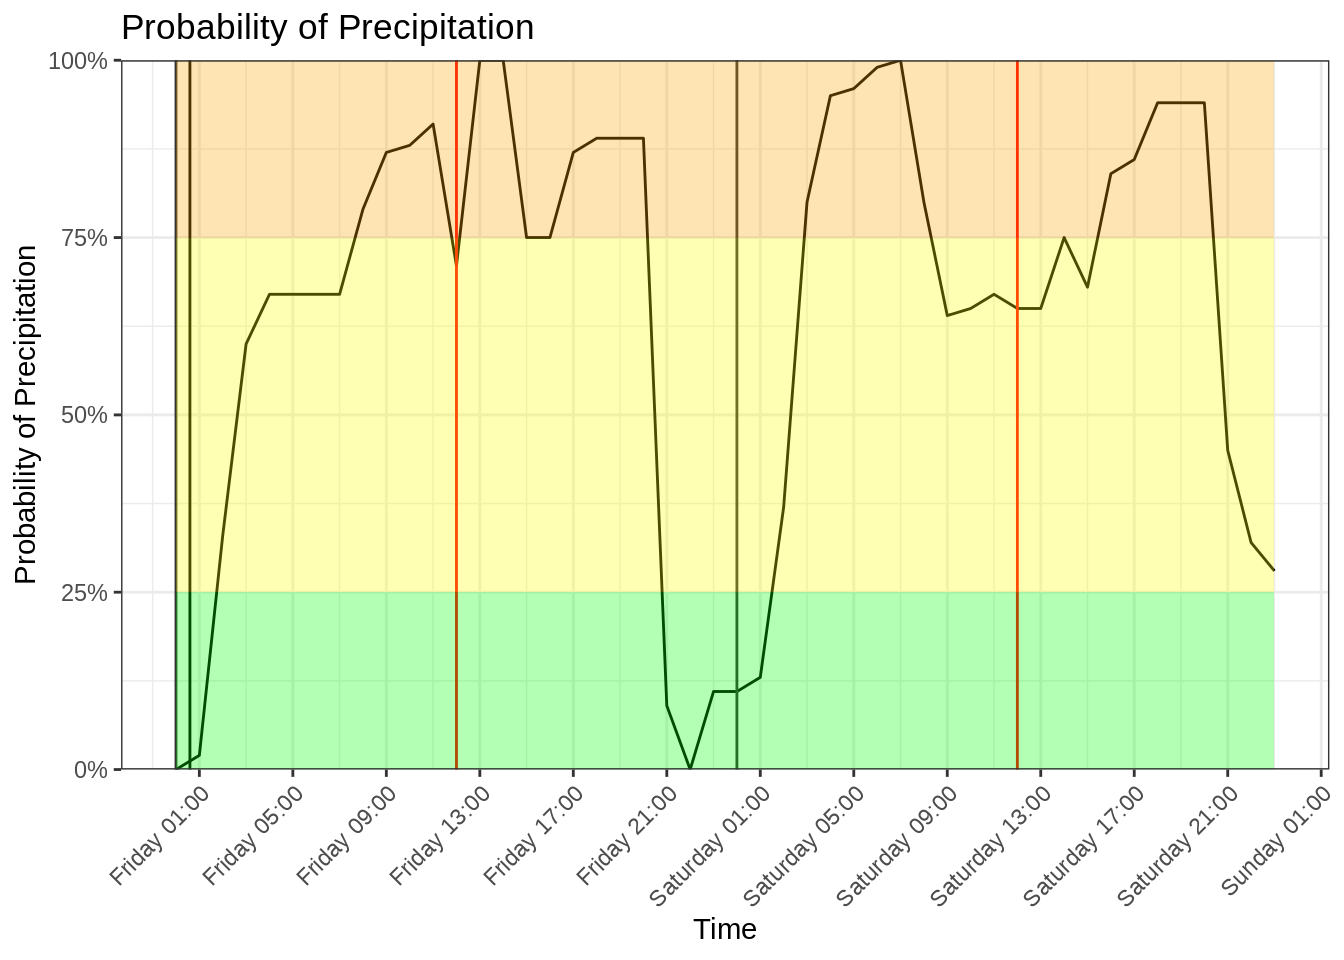 Probability of Precipitation
Probability of Precipitation
100%
75%
50%
25%
0%
Friday 01:00
Friday 05:00
Friday 09:00
Friday 13:00
Friday 17:00
Friday 21:00
Saturday 01:00
Saturday 05:00
Saturday 09:00
Saturday 13:00
Saturday 17:00
Saturday 21:00
Sunday 01:00
Time